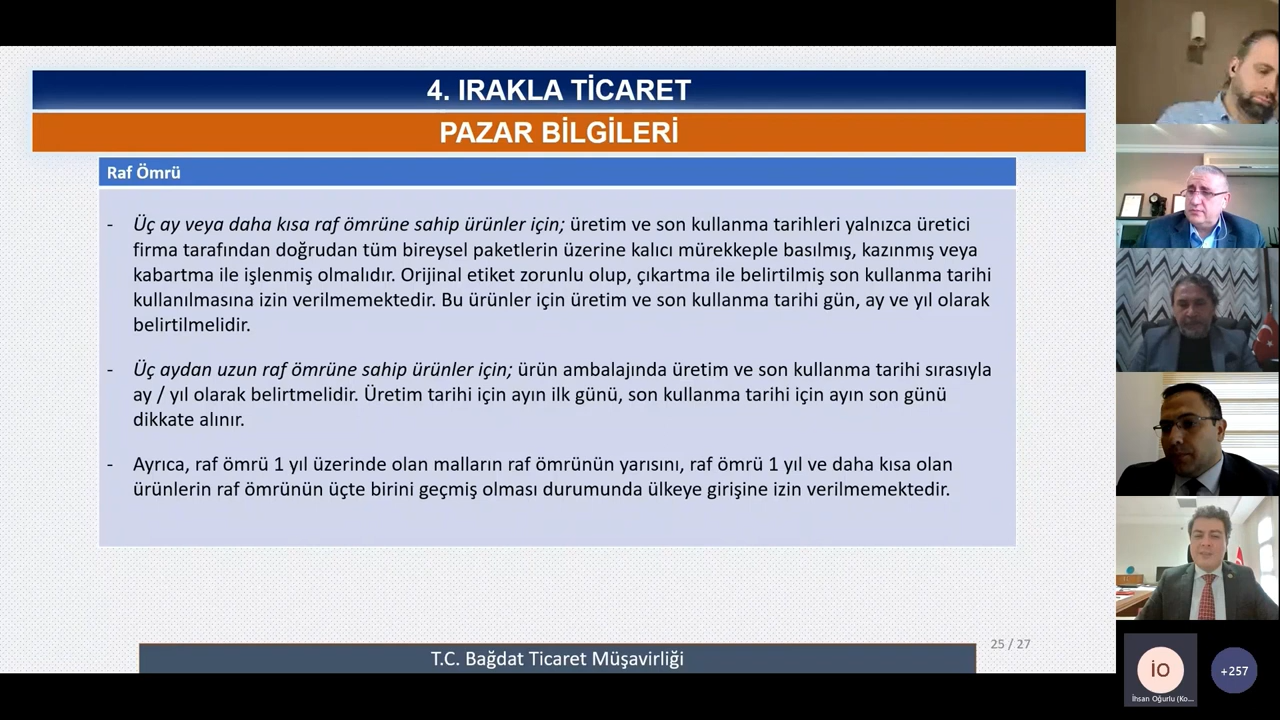 4. IRAKLA TİCARET
PAZAR BİLGİLERİ
Raf Ömrü
- Üç ay veya daha kısa raf ömrüne sahip ürünler için; üretim ve son kullanma tarihleri yalnızca üretici
firma tarafından doğrudan tüm bireysel paketlerin üzerine kalıcı mürekkeple basılmış, kazınmış veya
kabartma ile işlenmiş olmalıdır. Orijinal etiket zorunlu olup, çıkartma ile belirtilmiş son kullanma tarihi
kullanılmasına izin verilmemektedir. Bu ürünler için üretim ve son kullanma tarihi gün, ay ve yıl olarak
belirtilmelidir.
- Üç aydan uzun raf ömrüne sahip ürünler için; ürün ambalajında üretim ve son kullanma tarihi sırasıyla
ay / yıl olarak belirtmelidir. Üretim tarihi için ayın ilk günü, son kullanma tarihi için ayın son günü
dikkate alınır.
- Ayrıca, raf ömrü 1 yıl üzerinde olan malların raf ömrünün yarısını, raf ömrü 1 yıl ve daha kısa olan
ürünlerin raf ömrünün üçte birini geçmiş olması durumunda ülkeye girişine izin verilmemektedir.
25 / 27
T.C. Bağdat Ticaret Müşavirliği
İO
+257
İhsan Oğurlu (Ko...